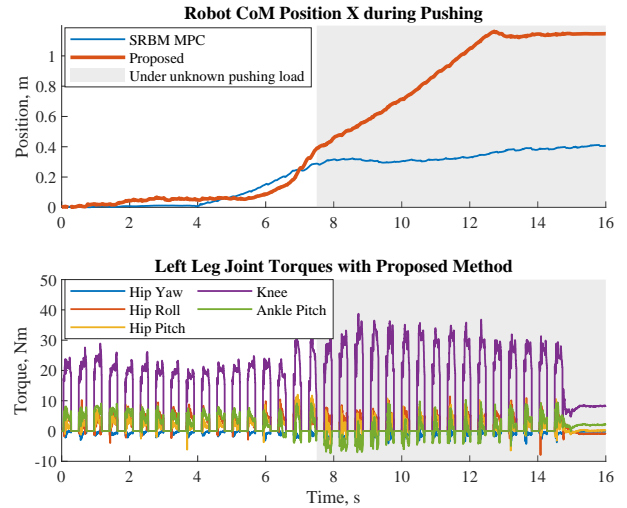 Robot CoM Position X during Pushing
SRBM MPC
Proposed
Under unknown pushing load
Position, m
1
0.8
0.6
0.4
0.2
0
0 2 4 6 8 10 12 14 16
Left Leg Joint Torques with Proposed Method
Hip Yaw Knee
Hip Roll Ankle Pitch
Hip Pitch
Torque, Nm
50
40
30
20
10
0
-10
0 2 4 6 8 10 12 14 16
Time, s